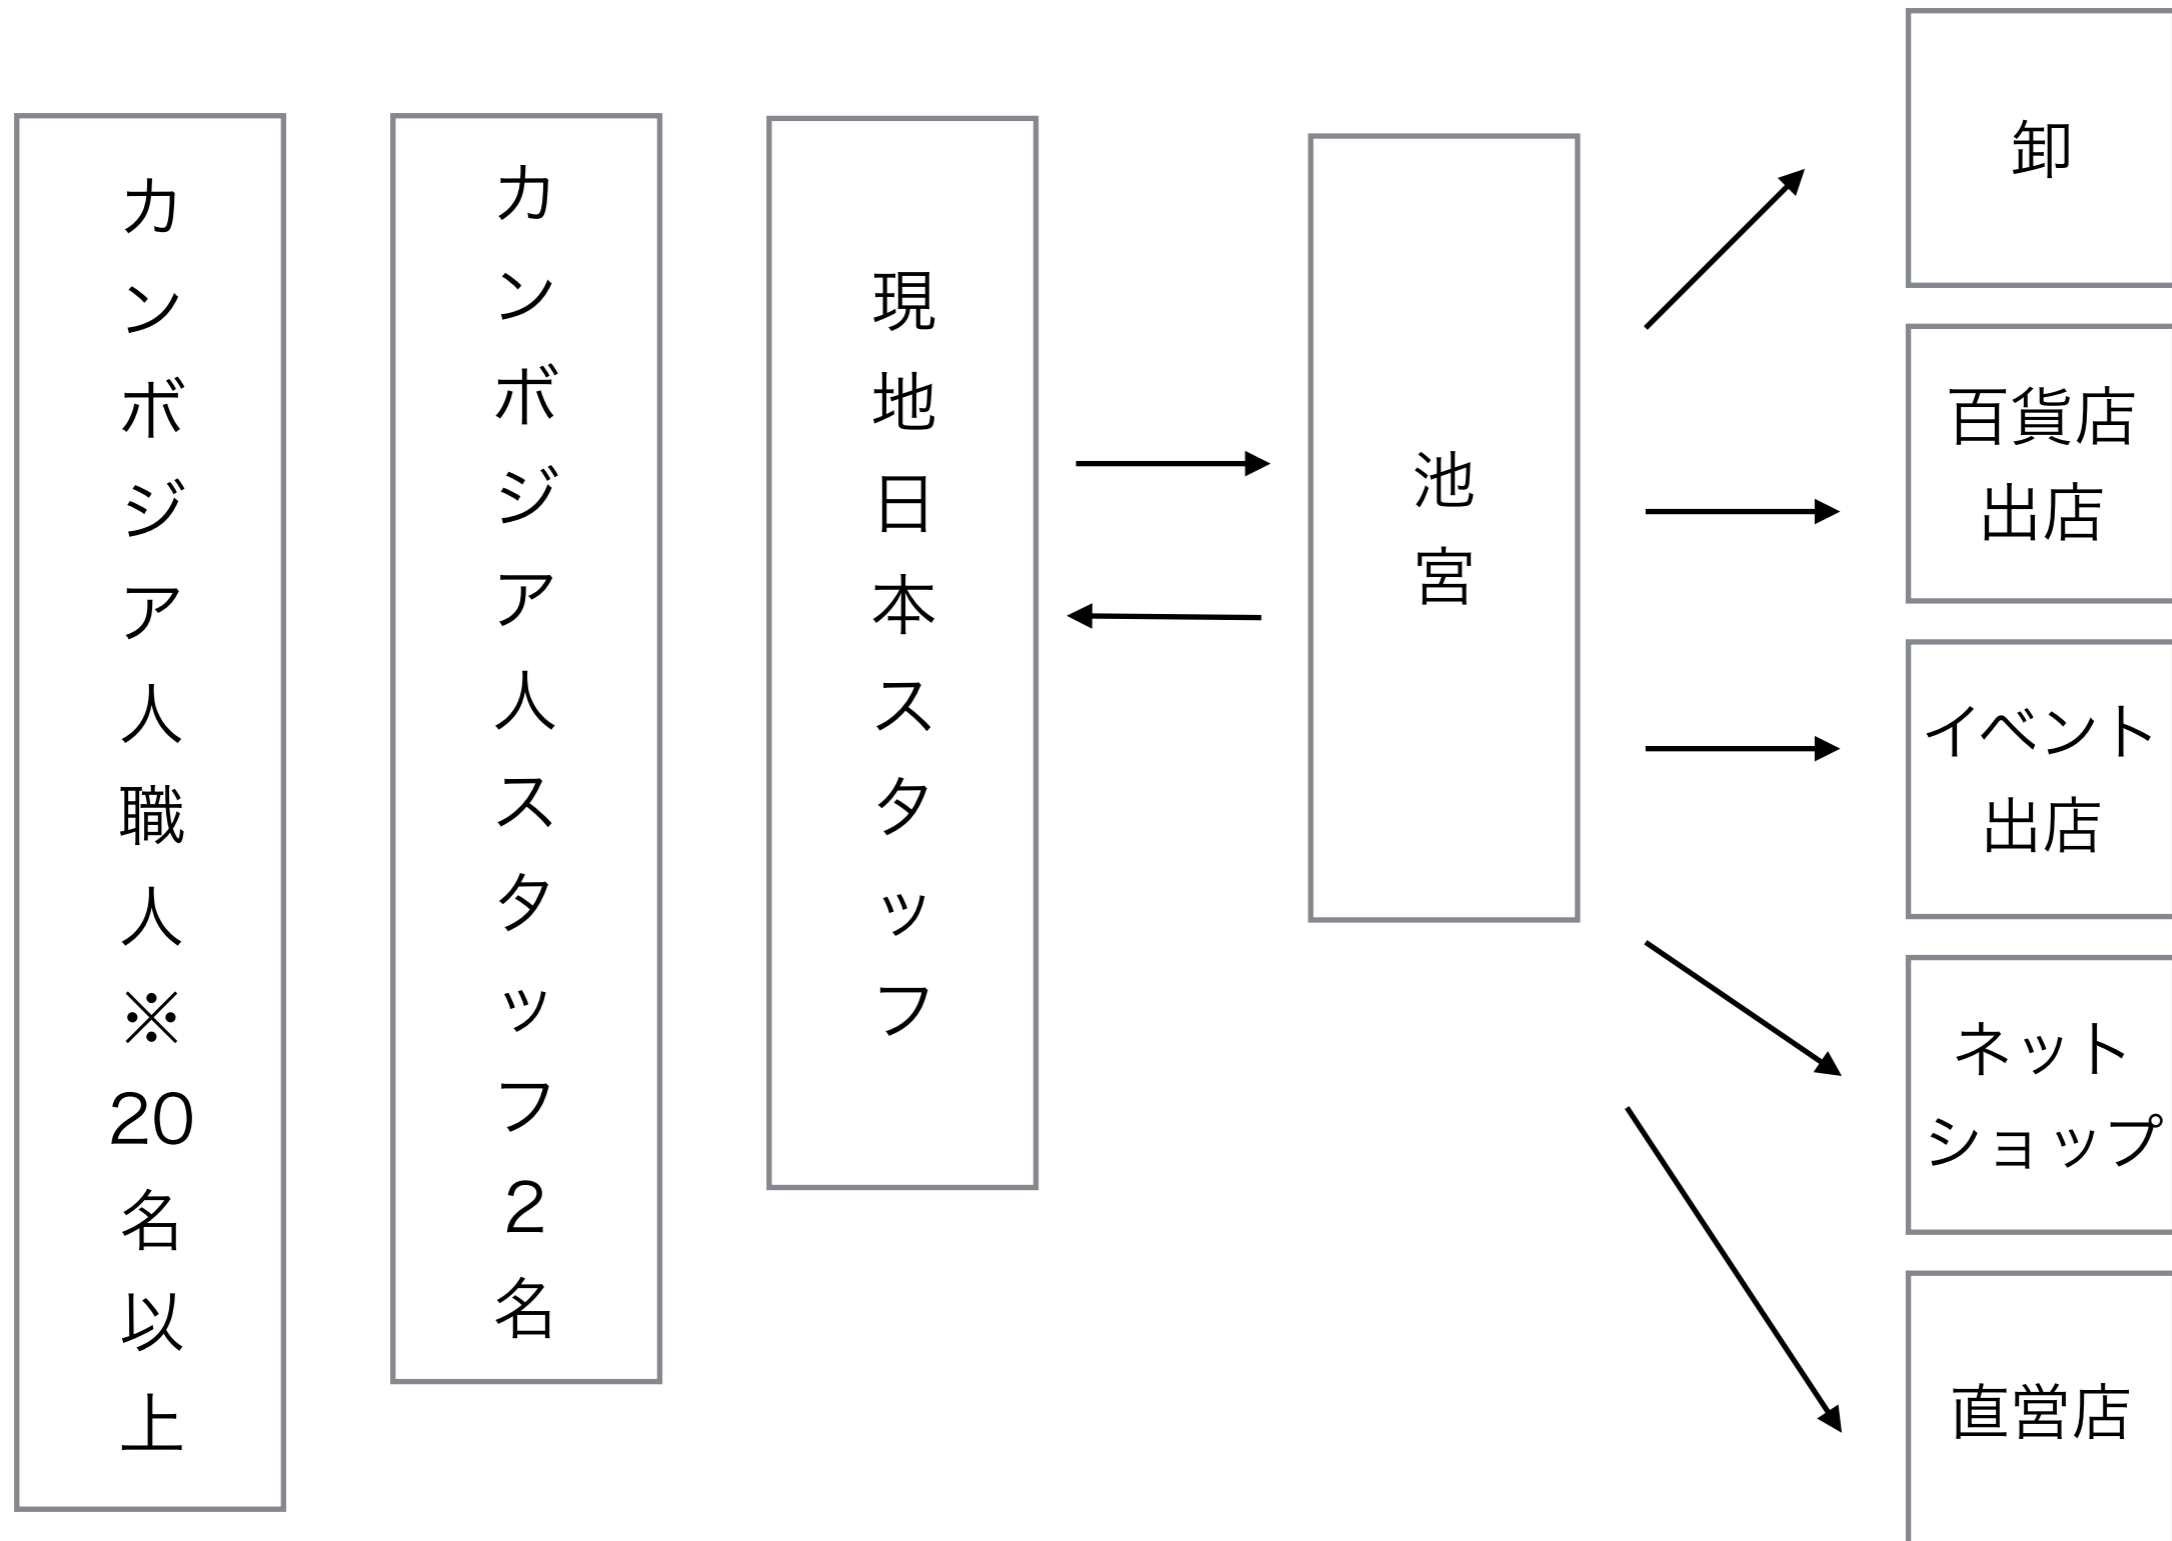 カンボジア人職人※20名以上
カンボジア人スタッフ2名
現地日本スタッフ
池宮
卸
百貨店
出店
イベント
出店
ネット
ショップ
直営店